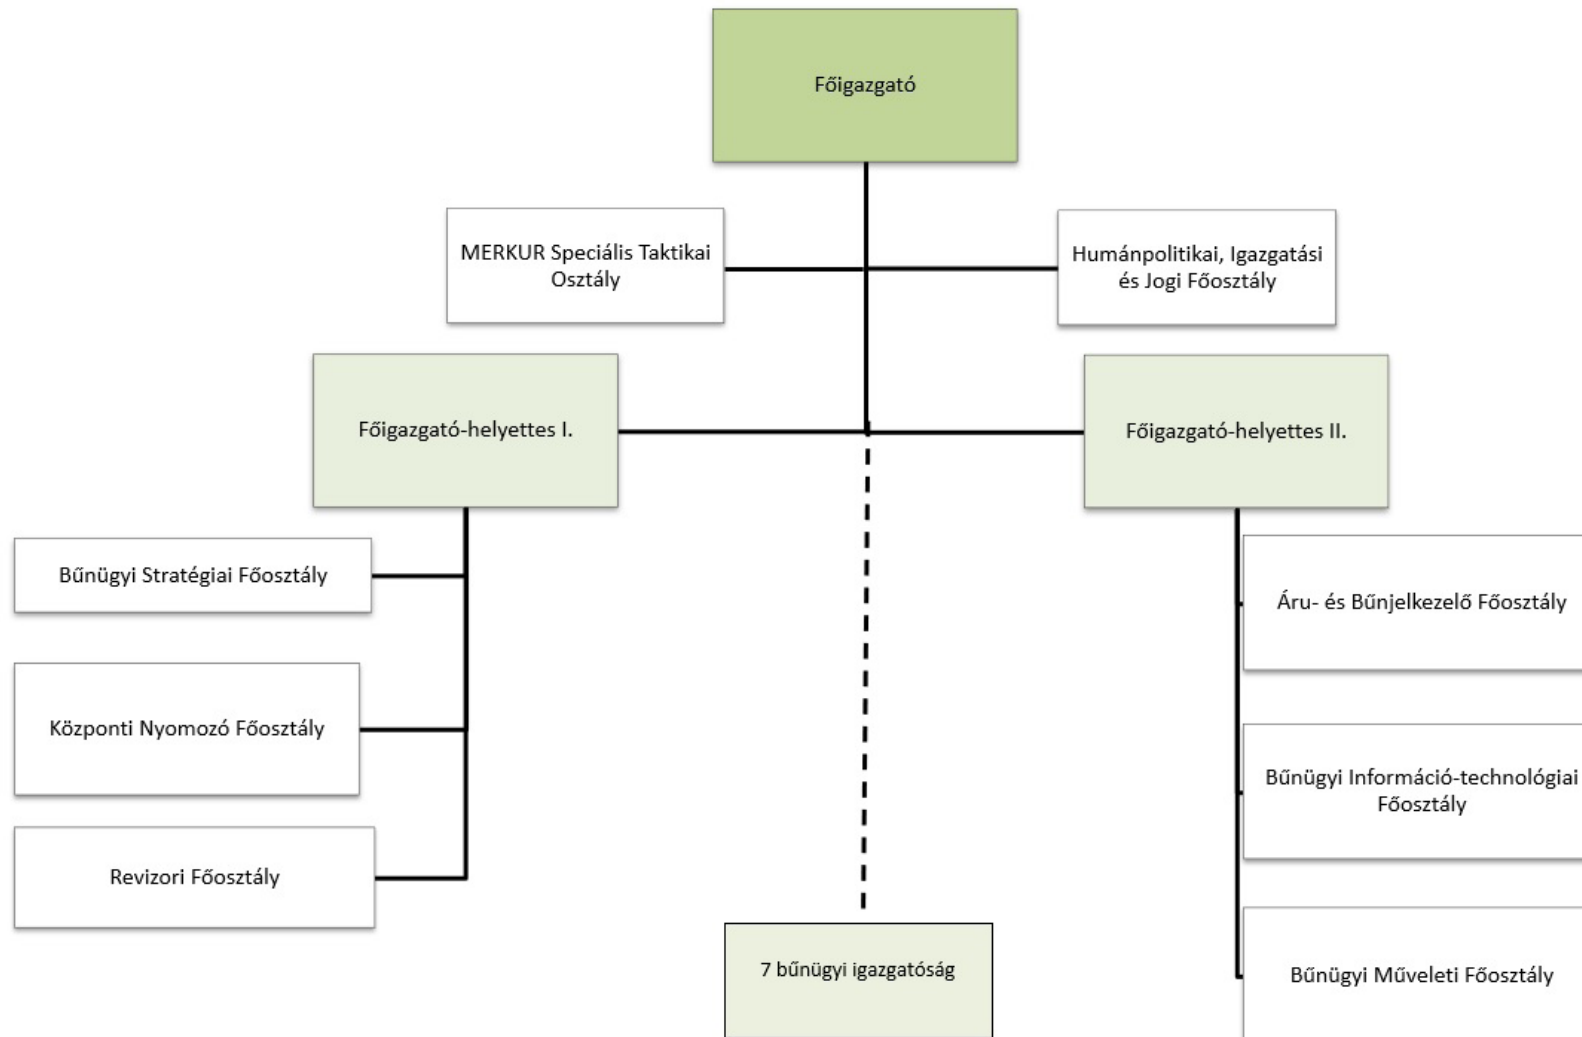 Főigazgató
MERKUR Speciális Taktikai
Osztály
Humánpolitikai, Igazgatási
és Jogi Főosztály
Főigazgató-helyettes I.
Főigazgató-helyettes II.
Bűnügyi Stratégiai Főosztály
Központi Nyomozó Főosztály
Revizori Főosztály
Áru- és Bűnjelkezelő Főosztály
Bűnügyi Információ-technológiai
Főosztály
Bűnügyi Műveleti Főosztály
7 bűnügyi igazgatóság